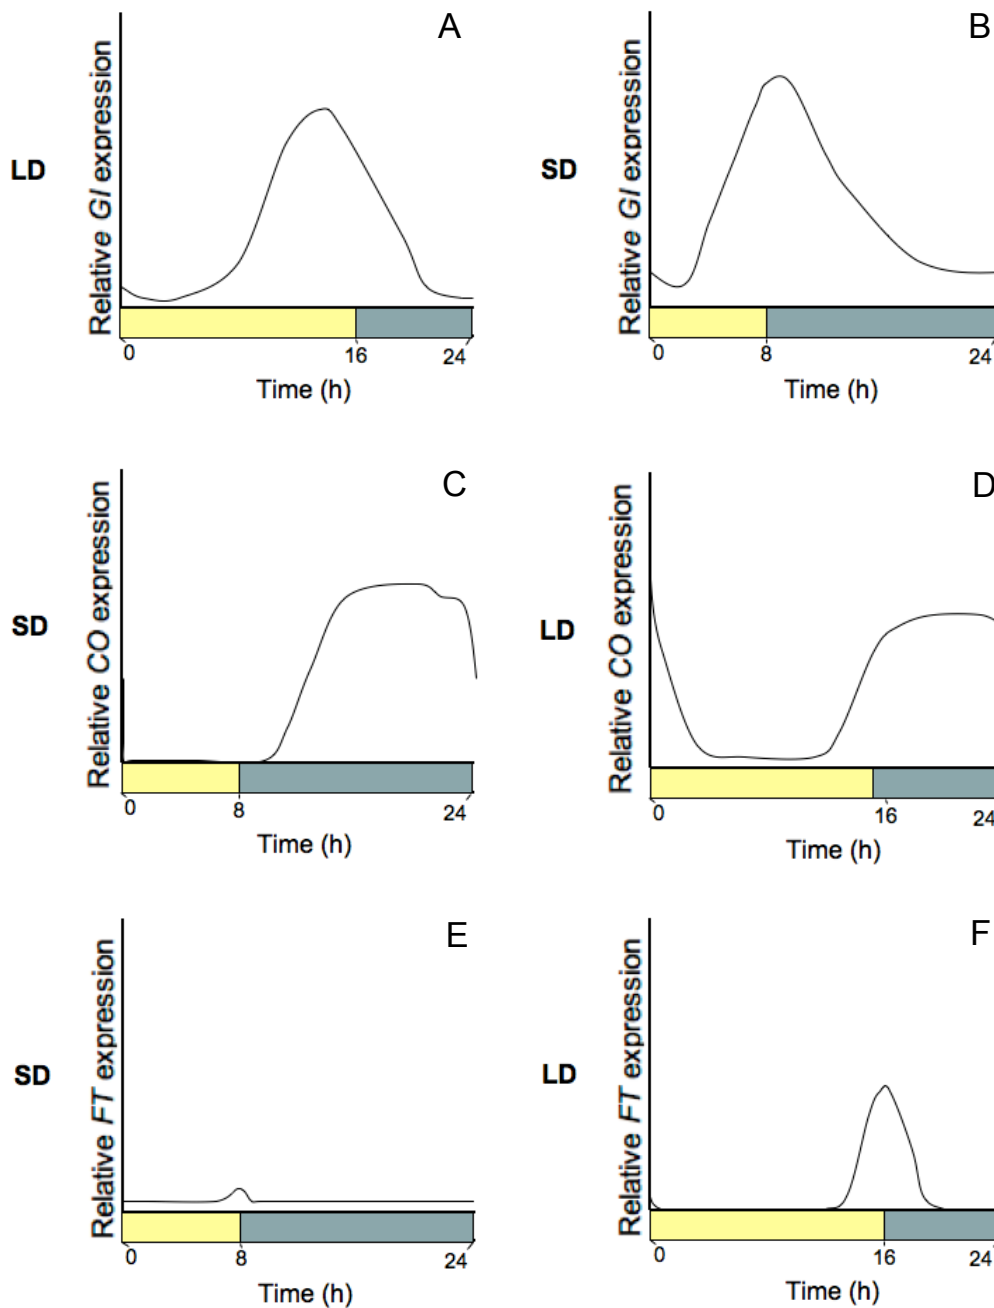 A
LD
Relative GI expression
0
16
24
Time (h)
B
SD
Relative GI expression
0
8
24
Time (h)
C
SD
Relative CO expression
0
8
24
Time (h)
D
LD
Relative CO expression
0
16
24
Time (h)
E
SD
Relative FT expression
0
8
24
Time (h)
F
LD
Relative FT expression
0
16
24
Time (h)